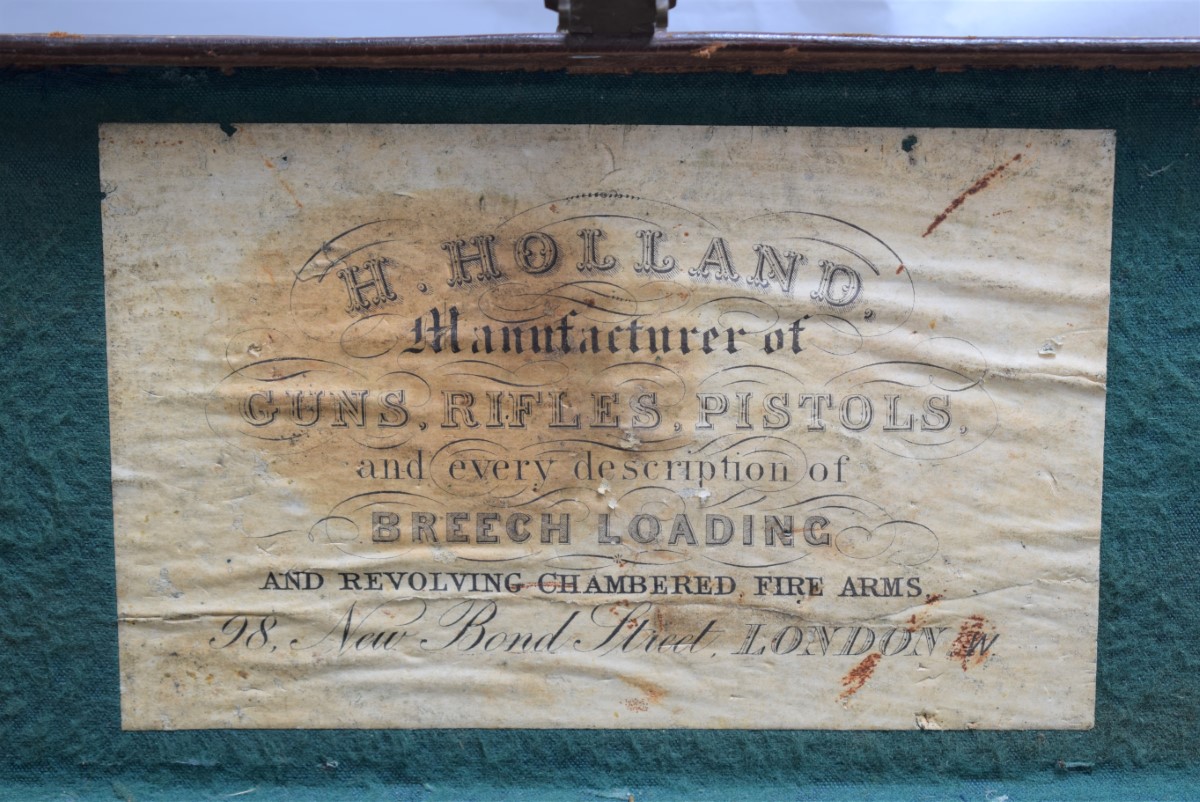 H. HOLLAND,
Manufacturer of
GUNS, RIFLES, PISTOLS,
and every description of
BREECH LOADING
AND REVOLVING CHAMBERED FIRE ARMS.
98, New Bond Street, LONDON W.